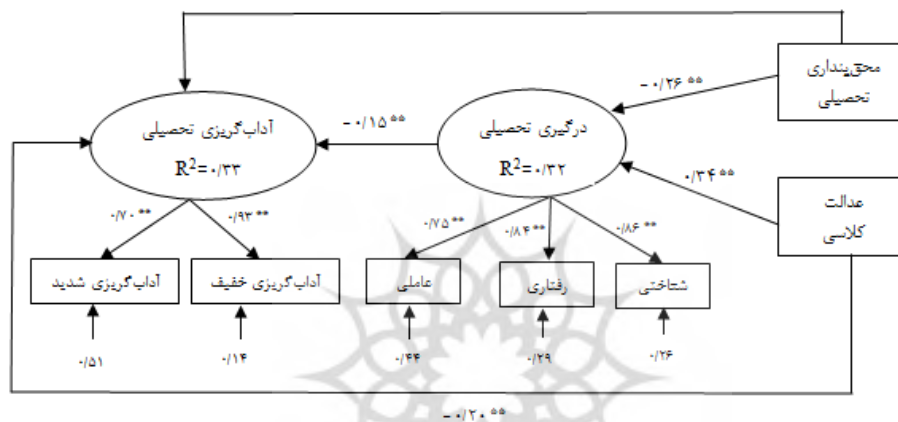 محق‌پنداری
تحصیلی
-۰/۲۶ **
درگیری تحصیلی
R²=۰/۳۲
-۰/۱۵ **
آداب‌گریزی تحصیلی
R²=۰/۳۳
عدالت
کلاسی
۰/۳۴ **
۰/۸۶ **
۰/۸۴ **
۰/۷۵ **
۰/۹۳ **
۰/۷۰ **
شتاختی
رفتاری
عاملی
آداب‌گریزی خفیف
آداب‌گریزی شدید
۰/۲۶
۰/۲۹
۰/۴۴
۰/۱۴
۰/۵۱
-۰/۲۰ **